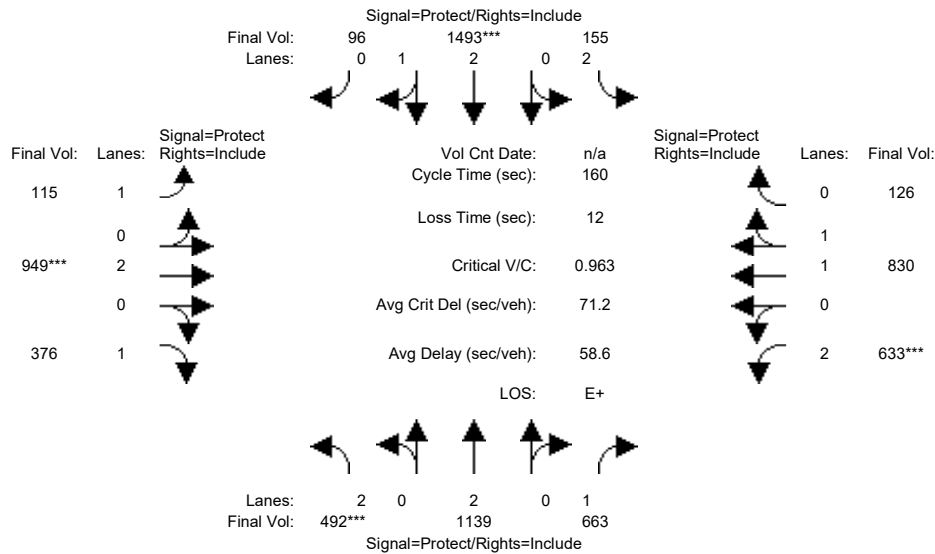 Signal=Protect/Rights=Include
Final Vol: 96 1493*** 155
Lanes: 0 1 2 0 2
Signal=Protect
Final Vol: Lanes: Rights=Include Vol Cnt Date: n/a Signal=Protect
Rights=Include Lanes: Final Vol:
Cycle Time (sec): 160
115 1 0 126
Loss Time (sec): 12
0 1
949*** 2 Critical V/C: 0.963 1 830
0 Avg Crit Del (sec/veh): 71.2 0
376 1 Avg Delay (sec/veh): 58.6 2 633***
LOS: E+
Lanes: 2 0 2 0 1
Final Vol: 492*** 1139 663
Signal=Protect/Rights=Include